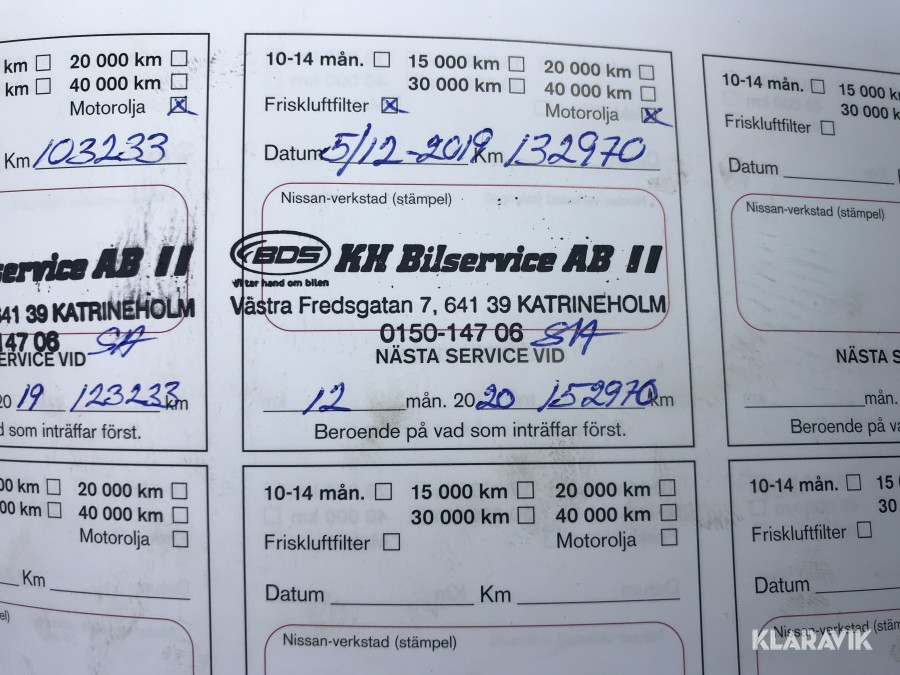 km 20 000 km
km 40 000 km
Motorolja
Km 103233
service AB II
641 39 KATRINEHOLM
147 06 SA
SERVICE VID
20 19 123233 km
d som inträffar först.
10-14 mån. 15 000 km 20 000 km
30 000 km 40 000 km
Friskluftfilter Motorolja
Datum 5/12-2019 Km 132970
Nissan-verkstad (stämpel)
BDS KH Bilservice AB II
Vi tar hand om bilen
Västra Fredsgatan 7, 641 39 KATRINEHOLM
0150-147 06 SA
NÄSTA SERVICE VID
12 mån. 20 20 152970 km
Beroende på vad som inträffar först.
10-14 mån. 15 000 k
30 000 k
Friskluftfilter
Datum
Nissan-verkstad (stämpel)
NÄSTA S
mån.
Beroende på va
00 km 20 000 km
00 km 40 000 km
Motorolja
Km
pel)
10-14 mån. 15 000 km 20 000 km
30 000 km 40 000 km
Friskluftfilter Motorolja
Datum Km
Nissan-verkstad (stämpel)
10-14 mån. 15
30
Friskluftfilter
Datum
Nissan-verkstad (stäm
KLARAVIK